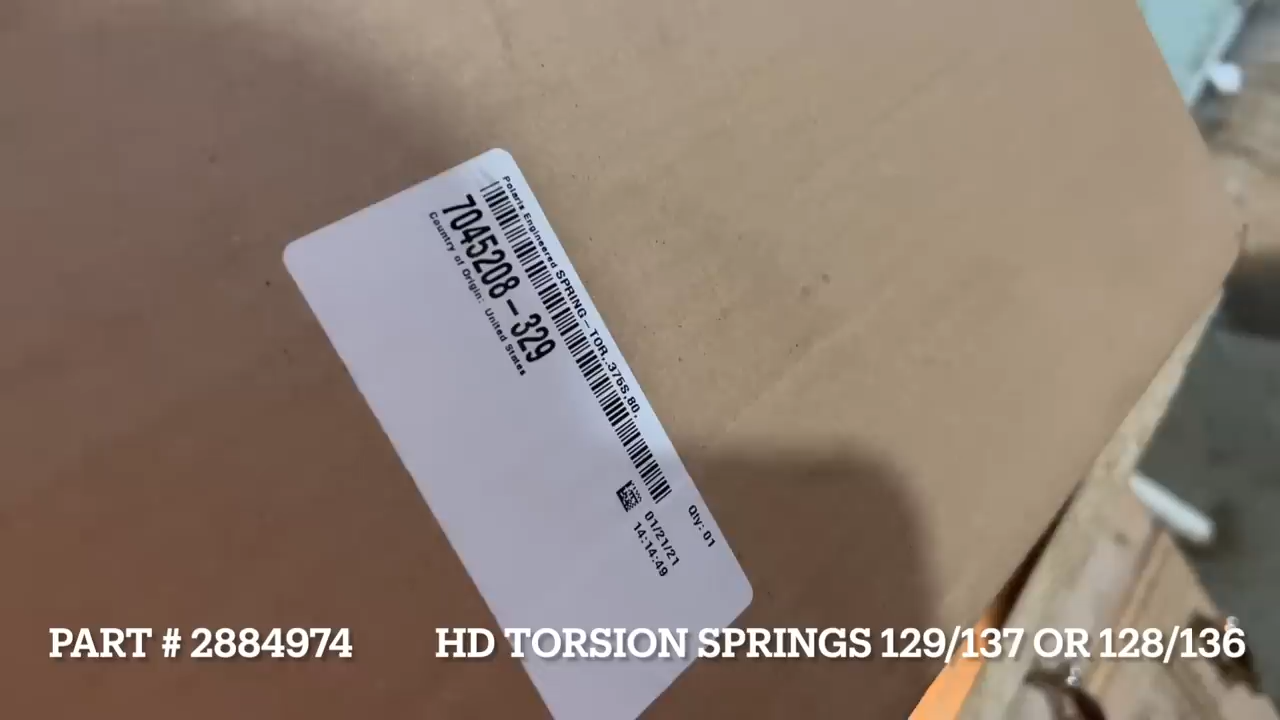 Polaris Engineered SPRING-TOR,.375S,80,
7045208-329
Country of Origin: United States
Qty: 01
01/21/21
14:14:49
PART # 2884974
HD TORSION SPRINGS 129/137 OR 128/136